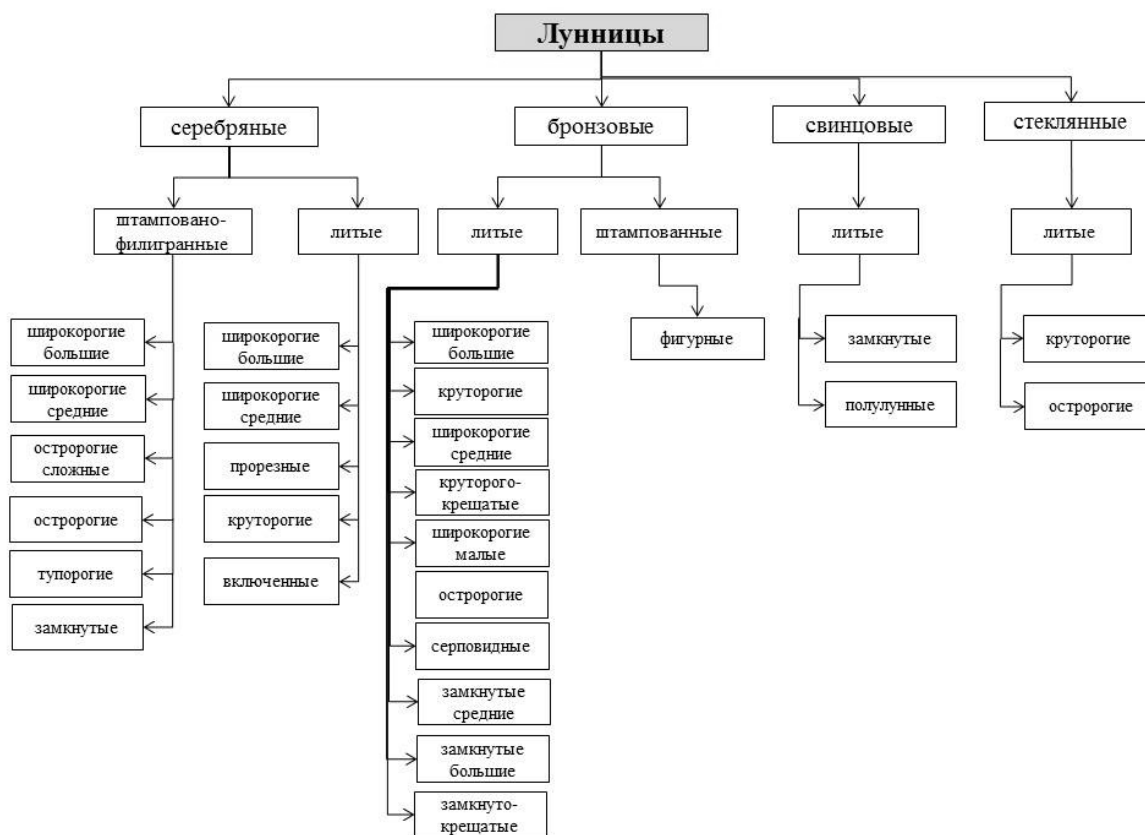 Лунницы
серебряные
бронзовые
свинцовые
стеклянные
штамповано-
филигранные
литые
литые
штампованные
литые
литые
широкорогие
большие
широкорогие
средние
остророгие
сложные
остророгие
тупорогие
замкнутые
широкорогие
большие
широкорогие
средние
прорезные
круторогие
включенные
широкорогие
большие
круторогие
широкорогие
средние
круторого-
крещатые
широкорогие
малые
остророгие
серповидные
замкнутые
средние
замкнутые
большие
замкнуто-
крещатые
фигурные
замкнутые
полулунные
круторогие
остророгие